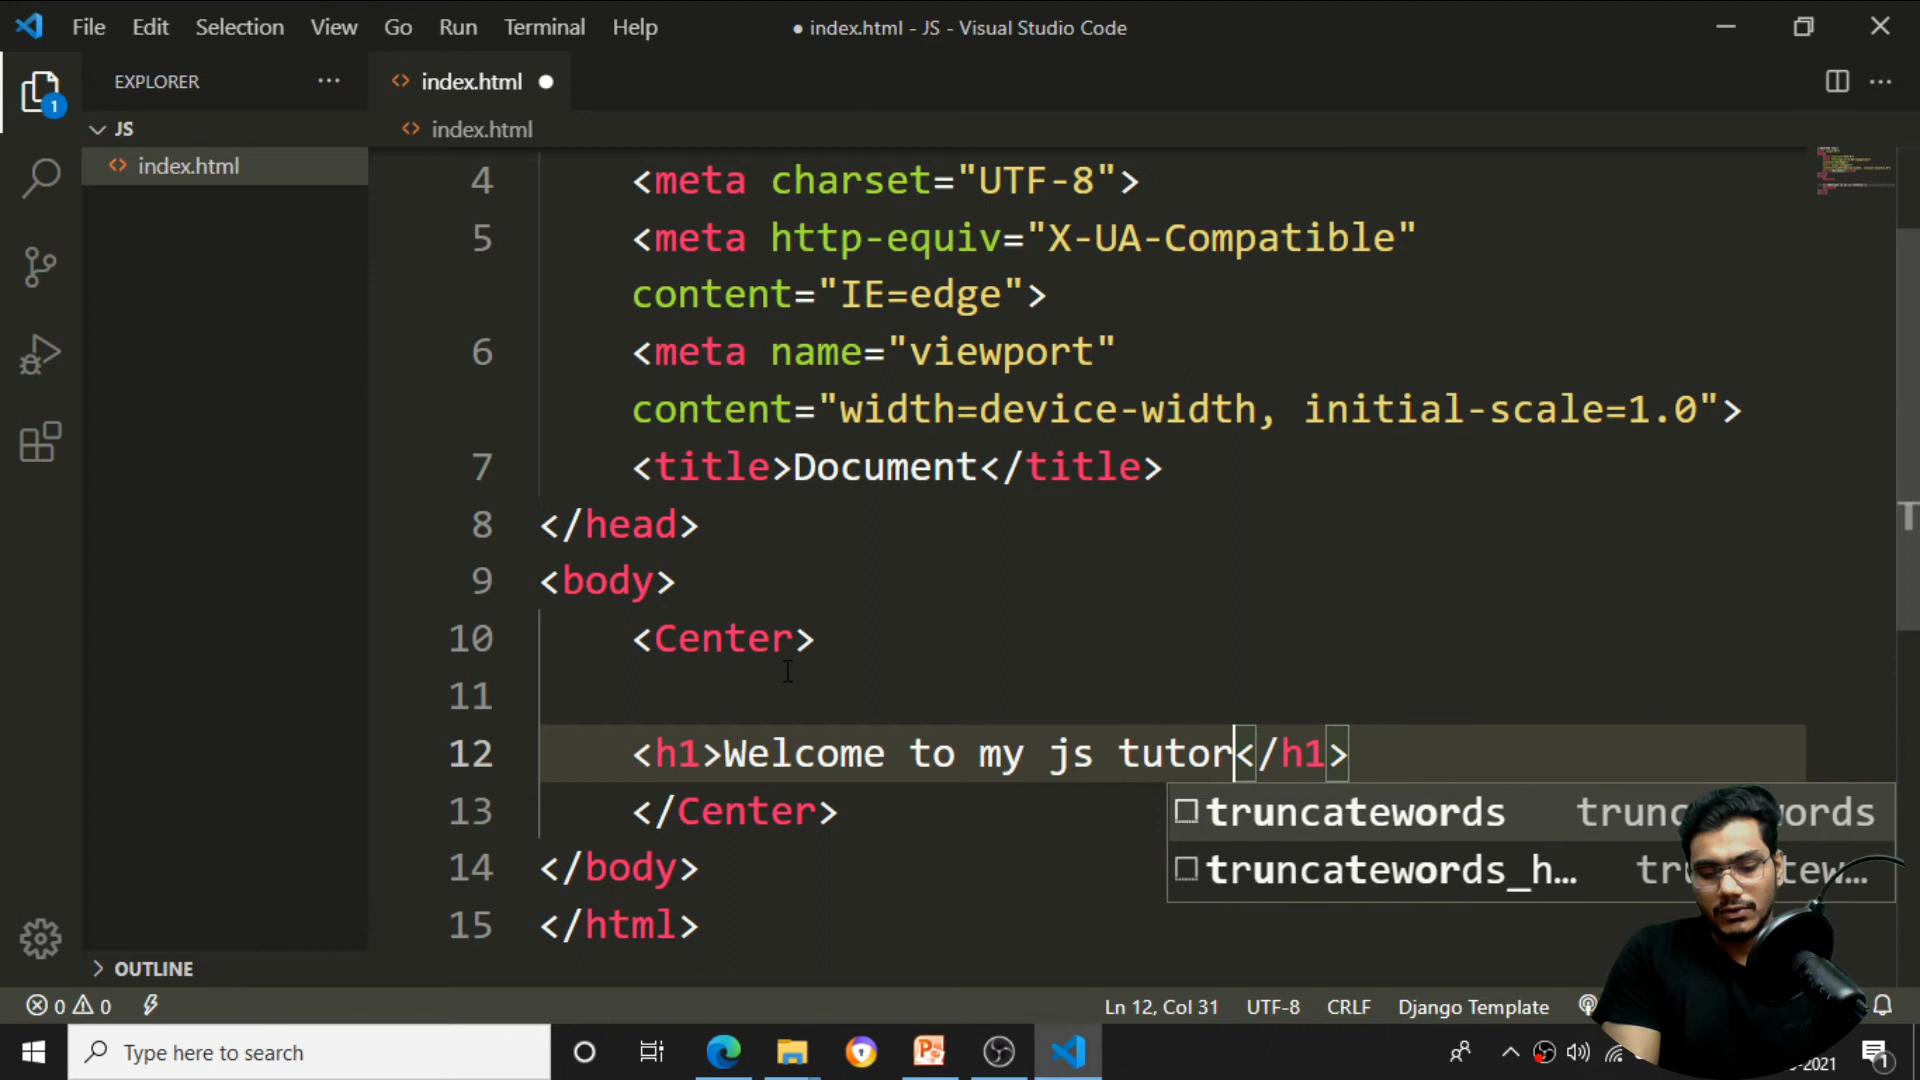 File Edit Selection View Go Run Terminal Help ● index.html - JS - Visual Studio Code
EXPLORER ··· index.html ●
JS
index.html
index.html
4 <meta charset="UTF-8">
5 <meta http-equiv="X-UA-Compatible"
content="IE=edge">
6 <meta name="viewport"
content="width=device-width, initial-scale=1.0">
7 <title>Document</title>
8 </head>
9 <body>
10 <Center>
11
12 <h1>Welcome to my js tutor</h1>
13 </Center>
14 </body>
15 </html>
truncatewords
truncatewords_h…
OUTLINE
0 0 Ln 12, Col 31 UTF-8 CRLF Django Template
Type here to search
1